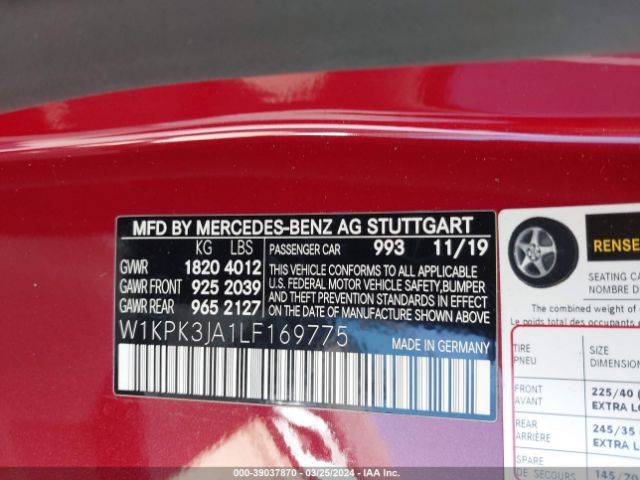 MFD BY MERCEDES-BENZ AG STUTTGART
KG LBS
PASSENGER CAR 993 11/19
GVWR 1820 4012
GAWR FRONT 925 2039
GAWR REAR 965 2127
THIS VEHICLE CONFORMS TO ALL APPLICABLE
U.S. FEDERAL MOTOR VEHICLE SAFETY, BUMPER,
AND THEFT PREVENTION STANDARDS IN EFFECT
ON THE DATE OF MANUFACTURE SHOWN ABOVE
W1KPK3JA1LF169775
MADE IN GERMANY
SEATING CA
NOMBRE DU
The combined weight of
Le poids total des occupants
TIRE
PNEU
SIZE
DIMENSION
FRONT
AVANT
225/40
EXTRA LO
REAR
ARRIÈRE
245/35
EXTRA L
SPARE
DE SECOURS
145/70
000-39037870 - 03/25/2024 - IAA Inc.